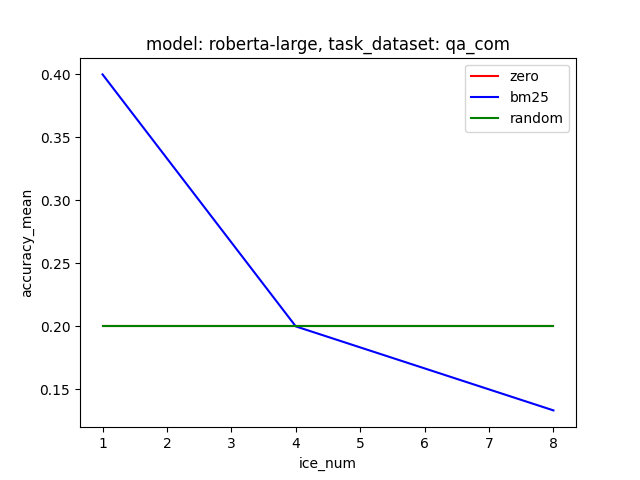 model: roberta-large, task_dataset: qa_com
zero
bm25
random
accuracy_mean
0.40
0.35
0.30
0.25
0.20
0.15
1 2 3 4 5 6 7 8
ice_num